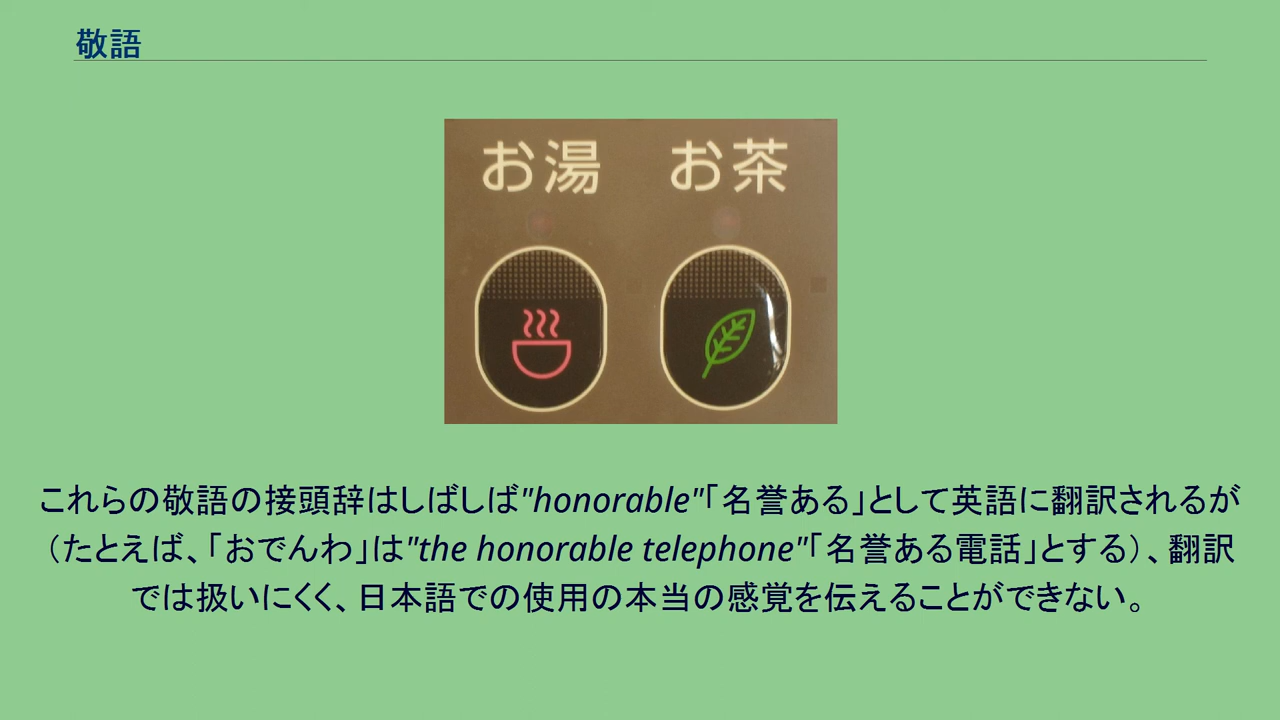 敬語
お湯 お茶
これらの敬語の接頭辞はしばしば"honorable"「名誉ある」として英語に翻訳されるが
（たとえば、「おでんわ」は"the honorable telephone"「名誉ある電話」とする）、翻訳
では扱いにくく、日本語での使用の本当の感覚を伝えることができない。